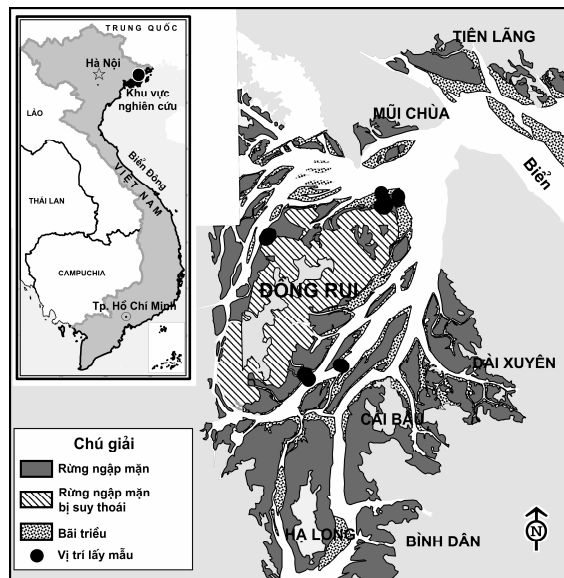 TRUNG QUỐC
Hà Nội
Khu vực
nghiên cứu
LÀO
Biển Đông
VIỆT NAM
THÁI LAN
CAMPUCHIA
Tp. Hồ Chí Minh
TIÊN LÃNG
MŨI CHÙA
Biển
ĐỒNG RUI
ĐÀI XUYÊN
CÁI BẦU
HẠ LONG
BÌNH DÂN
N
Chú giải
Rừng ngập mặn
Rừng ngập mặn
bị suy thoái
Bãi triều
Vị trí lấy mẫu